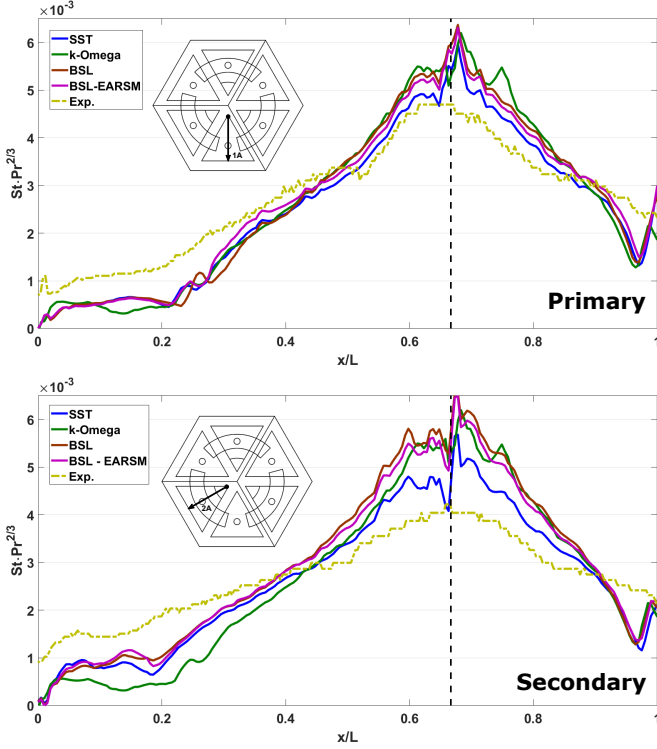 ×10⁻³
SST
k-Omega
BSL
BSL-EARSM
Exp.
6
5
4
3
2
1
0
St·Pr^2/3
1A
Primary
0 0.2 0.4 0.6 0.8 1
x/L
×10⁻³
SST
k-Omega
BSL
BSL - EARSM
Exp.
6
5
4
3
2
1
0
St·Pr^2/3
2A
Secondary
0 0.2 0.4 0.6 0.8 1
x/L